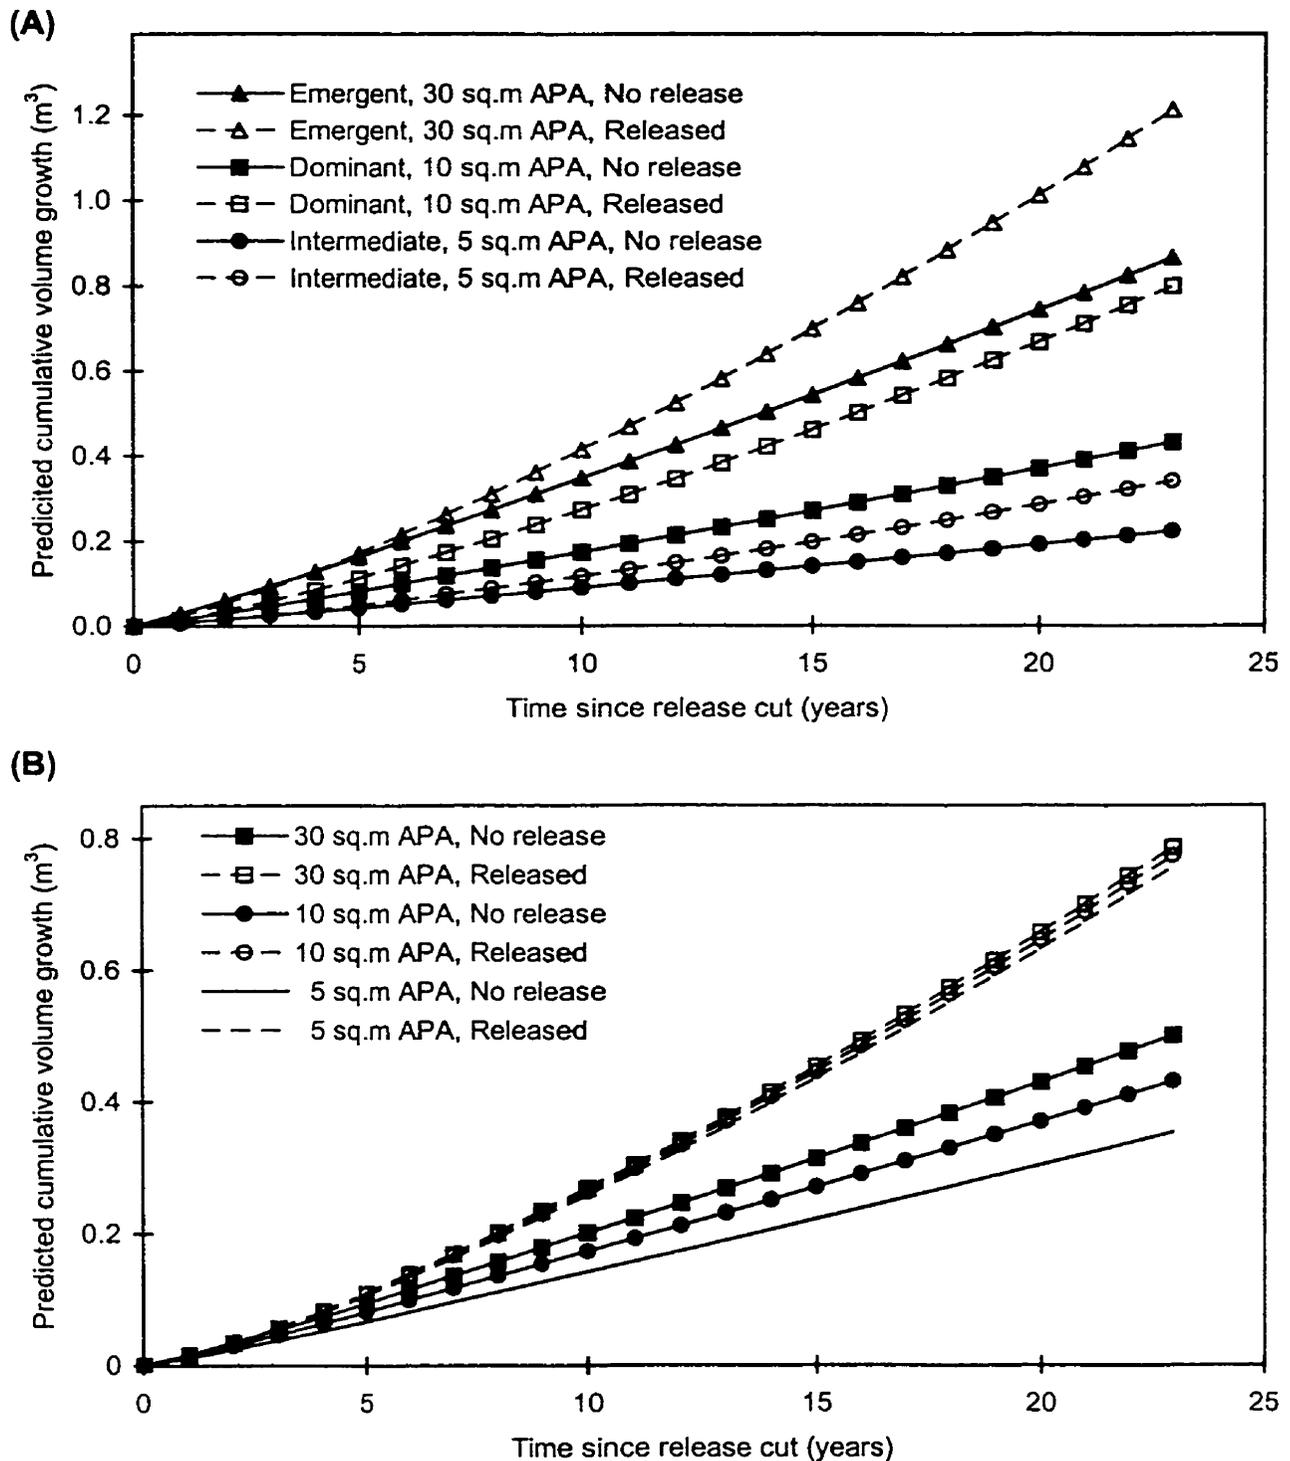 (A)
Predicited cumulative volume growth (m³)
1.2
1.0
0.8
0.6
0.4
0.2
0.0
Emergent, 30 sq.m APA, No release
Emergent, 30 sq.m APA, Released
Dominant, 10 sq.m APA, No release
Dominant, 10 sq.m APA, Released
Intermediate, 5 sq.m APA, No release
Intermediate, 5 sq.m APA, Released
0 5 10 15 20 25
Time since release cut (years)
(B)
Predicted cumulative volume growth (m³)
0.8
0.6
0.4
0.2
0
30 sq.m APA, No release
30 sq.m APA, Released
10 sq.m APA, No release
10 sq.m APA, Released
5 sq.m APA, No release
5 sq.m APA, Released
0 5 10 15 20 25
Time since release cut (years)